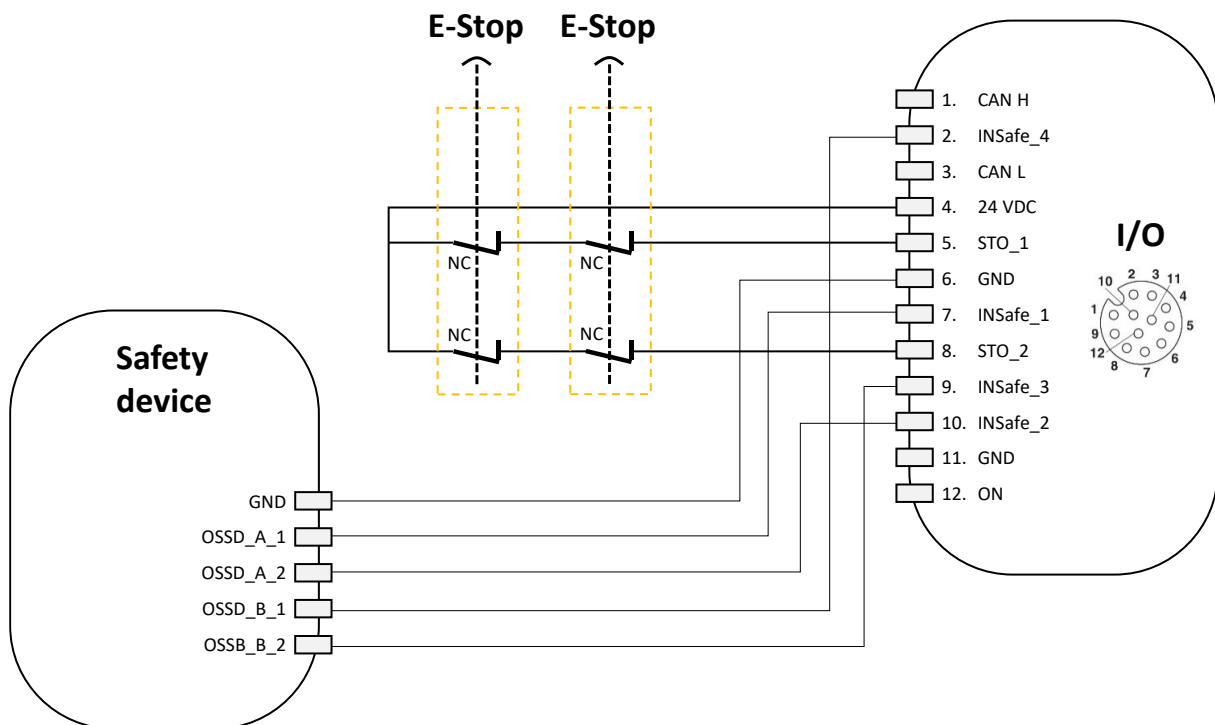 E-Stop E-Stop
1. CAN H
2. INSafe_4
3. CAN L
4. 24 VDC
5. STO_1
6. GND
7. INSafe_1
8. STO_2
9. INSafe_3
10. INSafe_2
11. GND
12. ON
NC NC
NC NC
I/O
10 2 3 11
1 4
9 5
12 6
8 7
Safety
device
GND
OSSD_A_1
OSSD_A_2
OSSD_B_1
OSSB_B_2